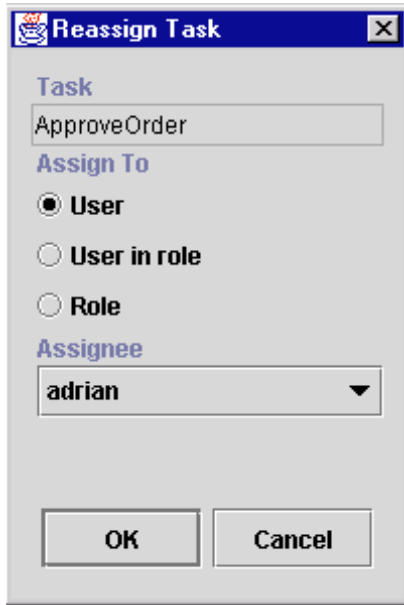 Reassign Task
Task
ApproveOrder
Assign To
User
User in role
Role
Assignee
adrian
OK
Cancel